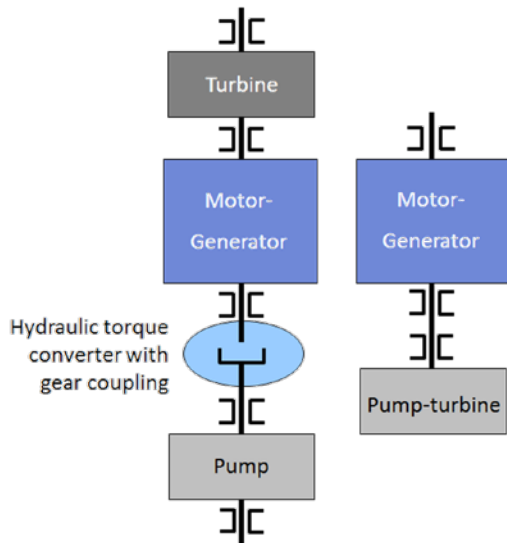 Turbine
Motor-
Generator
Hydraulic torque
converter with
gear coupling
Pump
Motor-
Generator
Pump-turbine